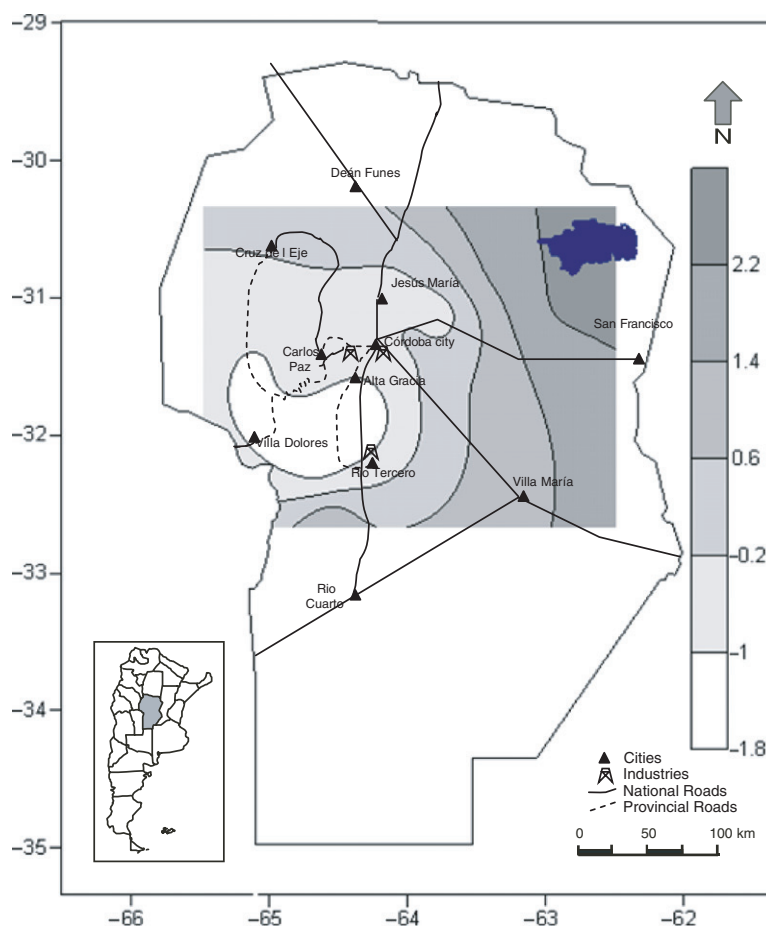 −29
−30
−31
−32
−33
−34
−35
−66
−65
−64
−63
−62
N
2.2
1.4
0.6
-0.2
-1
-1.8
Deán Funes
Cruz de l Eje
Jesús María
San Francisco
Córdoba city
Carlos
Paz
Alta Gracia
Villa Dolores
Rio Tercero
Villa María
Rio
Cuarto
Cities
Industries
National Roads
Provincial Roads
0 50 100 km